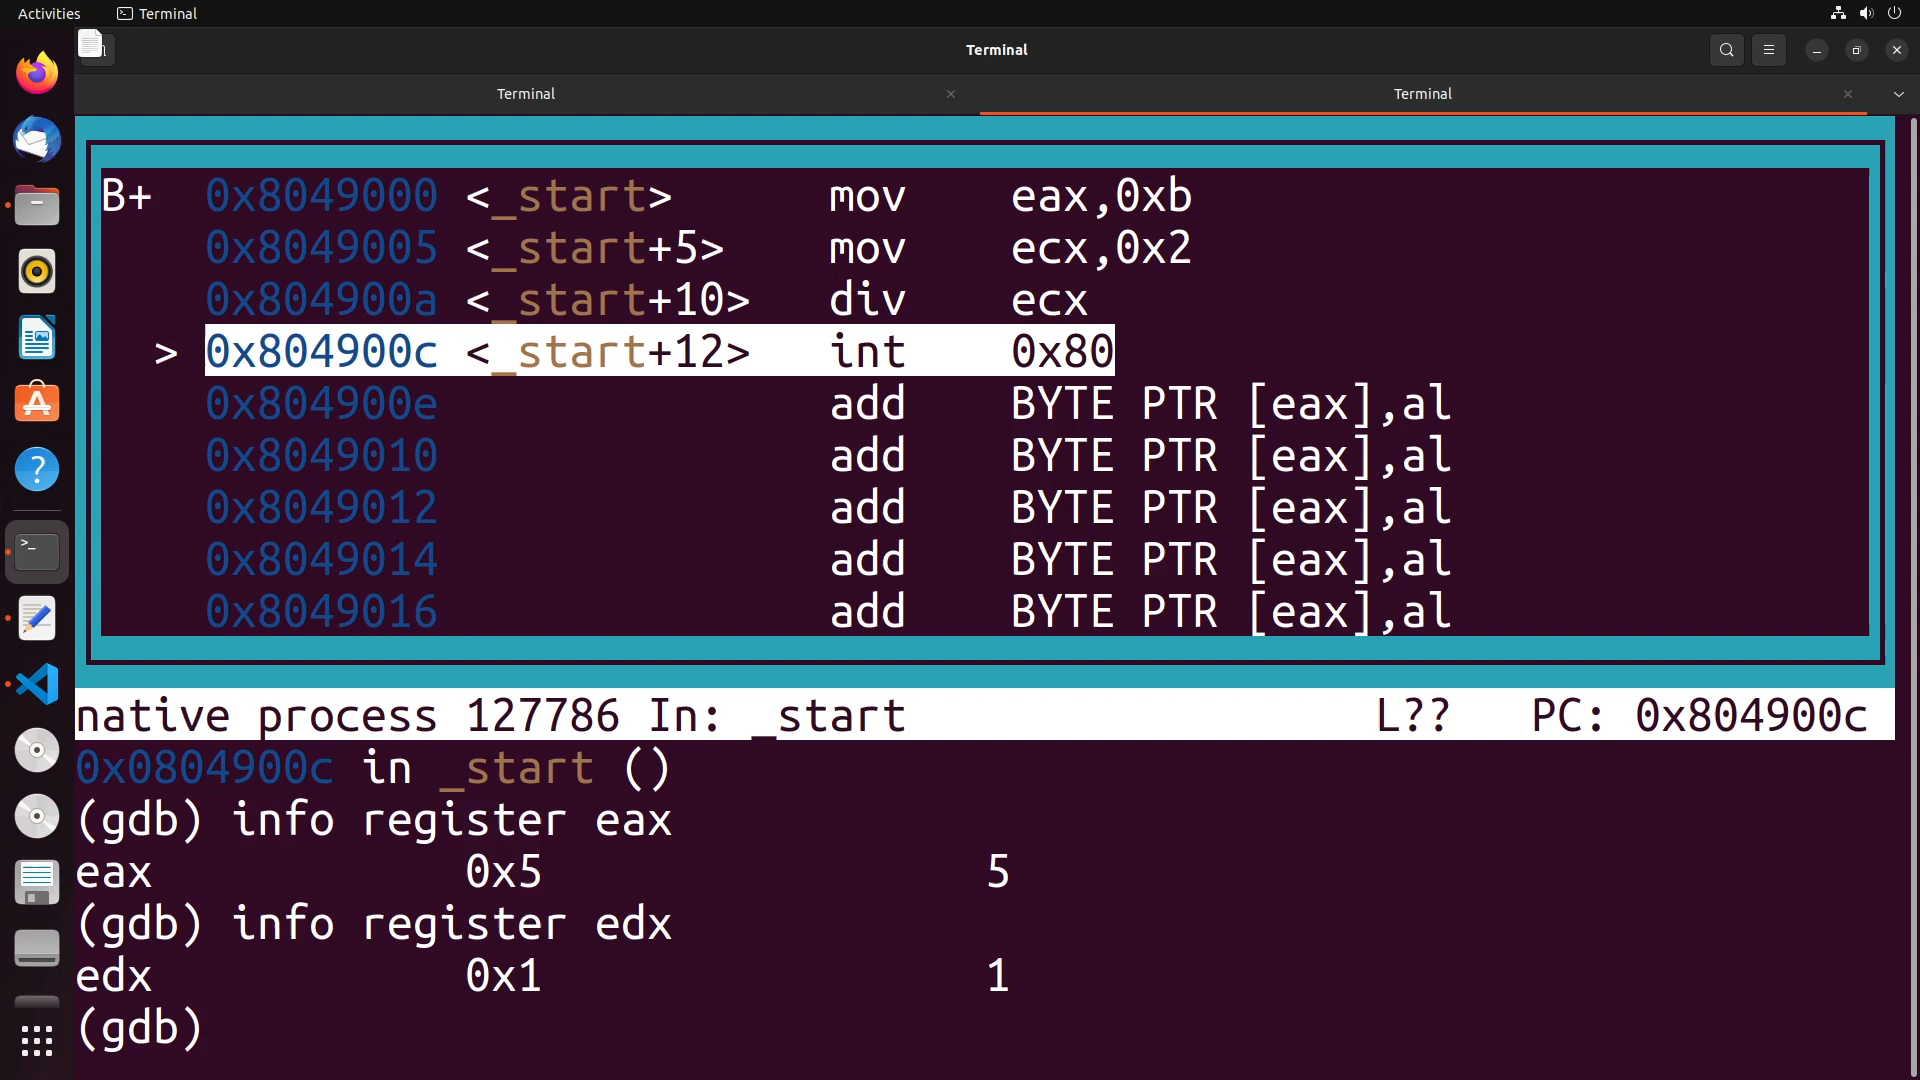 Activities Terminal
Terminal
Terminal Terminal
B+ 0x8049000 <_start> mov eax,0xb
0x8049005 <_start+5> mov ecx,0x2
0x804900a <_start+10> div ecx
> 0x804900c <_start+12> int 0x80
0x804900e add BYTE PTR [eax],al
0x8049010 add BYTE PTR [eax],al
0x8049012 add BYTE PTR [eax],al
0x8049014 add BYTE PTR [eax],al
0x8049016 add BYTE PTR [eax],al
native process 127786 In: _start L?? PC: 0x804900c
0x0804900c in _start ()
(gdb) info register eax
eax 0x5 5
(gdb) info register edx
edx 0x1 1
(gdb)